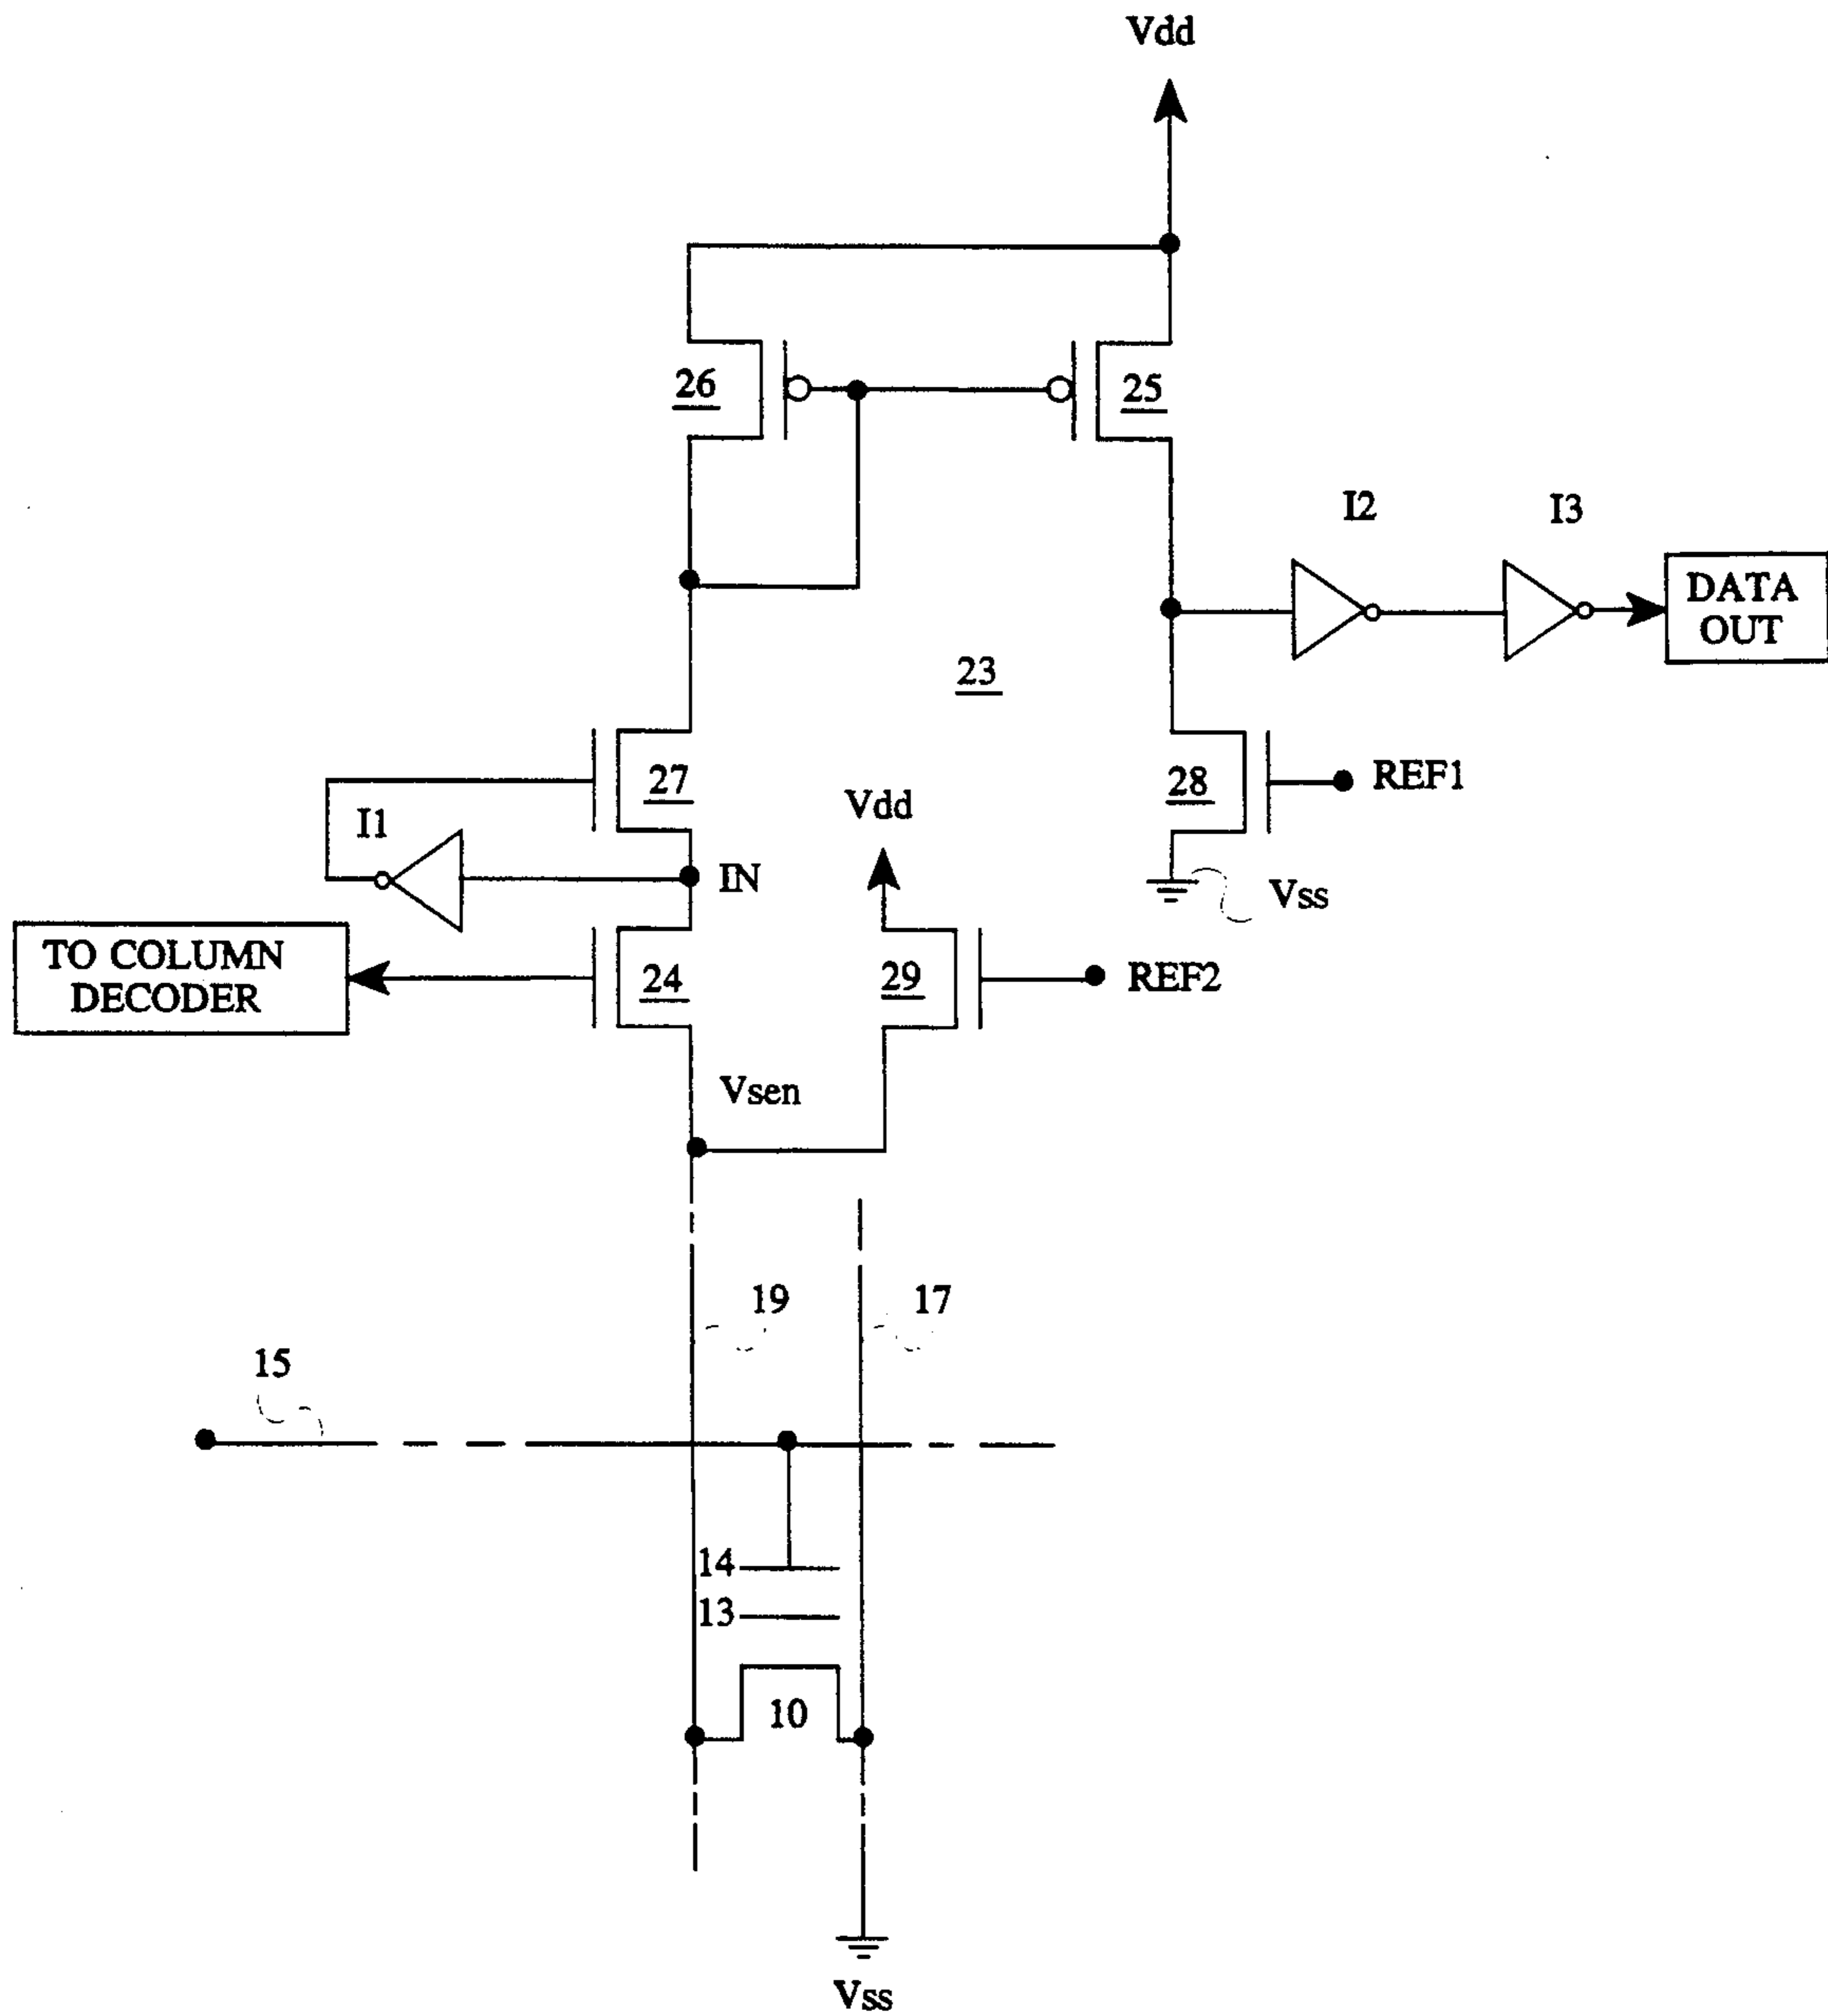 Vdd
26
25
I2
I3
DATA
OUT
23
27
28
REF1
Vdd
I1
IN
Vss
TO COLUMN
DECODER
24
29
REF2
Vsen
19
17
15
14
13
10
Vss